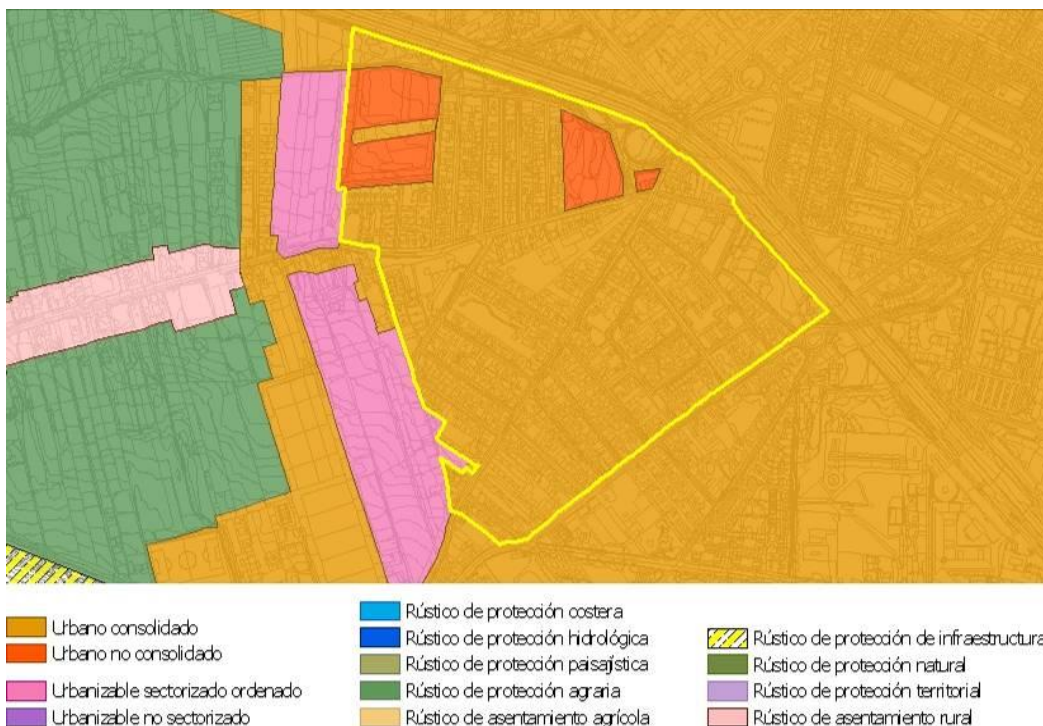 Urbano consolidado
Urbano no consolidado
Urbanizable sectorizado ordenado
Urbanizable no sectorizado
Rústico de protección costera
Rústico de protección hidrológica
Rústico de protección paisajística
Rústico de protección agraria
Rústico de asentamiento agrícola
Rústico de protección de infraestructura
Rústico de protección natural
Rústico de protección territorial
Rústico de asentamiento rural